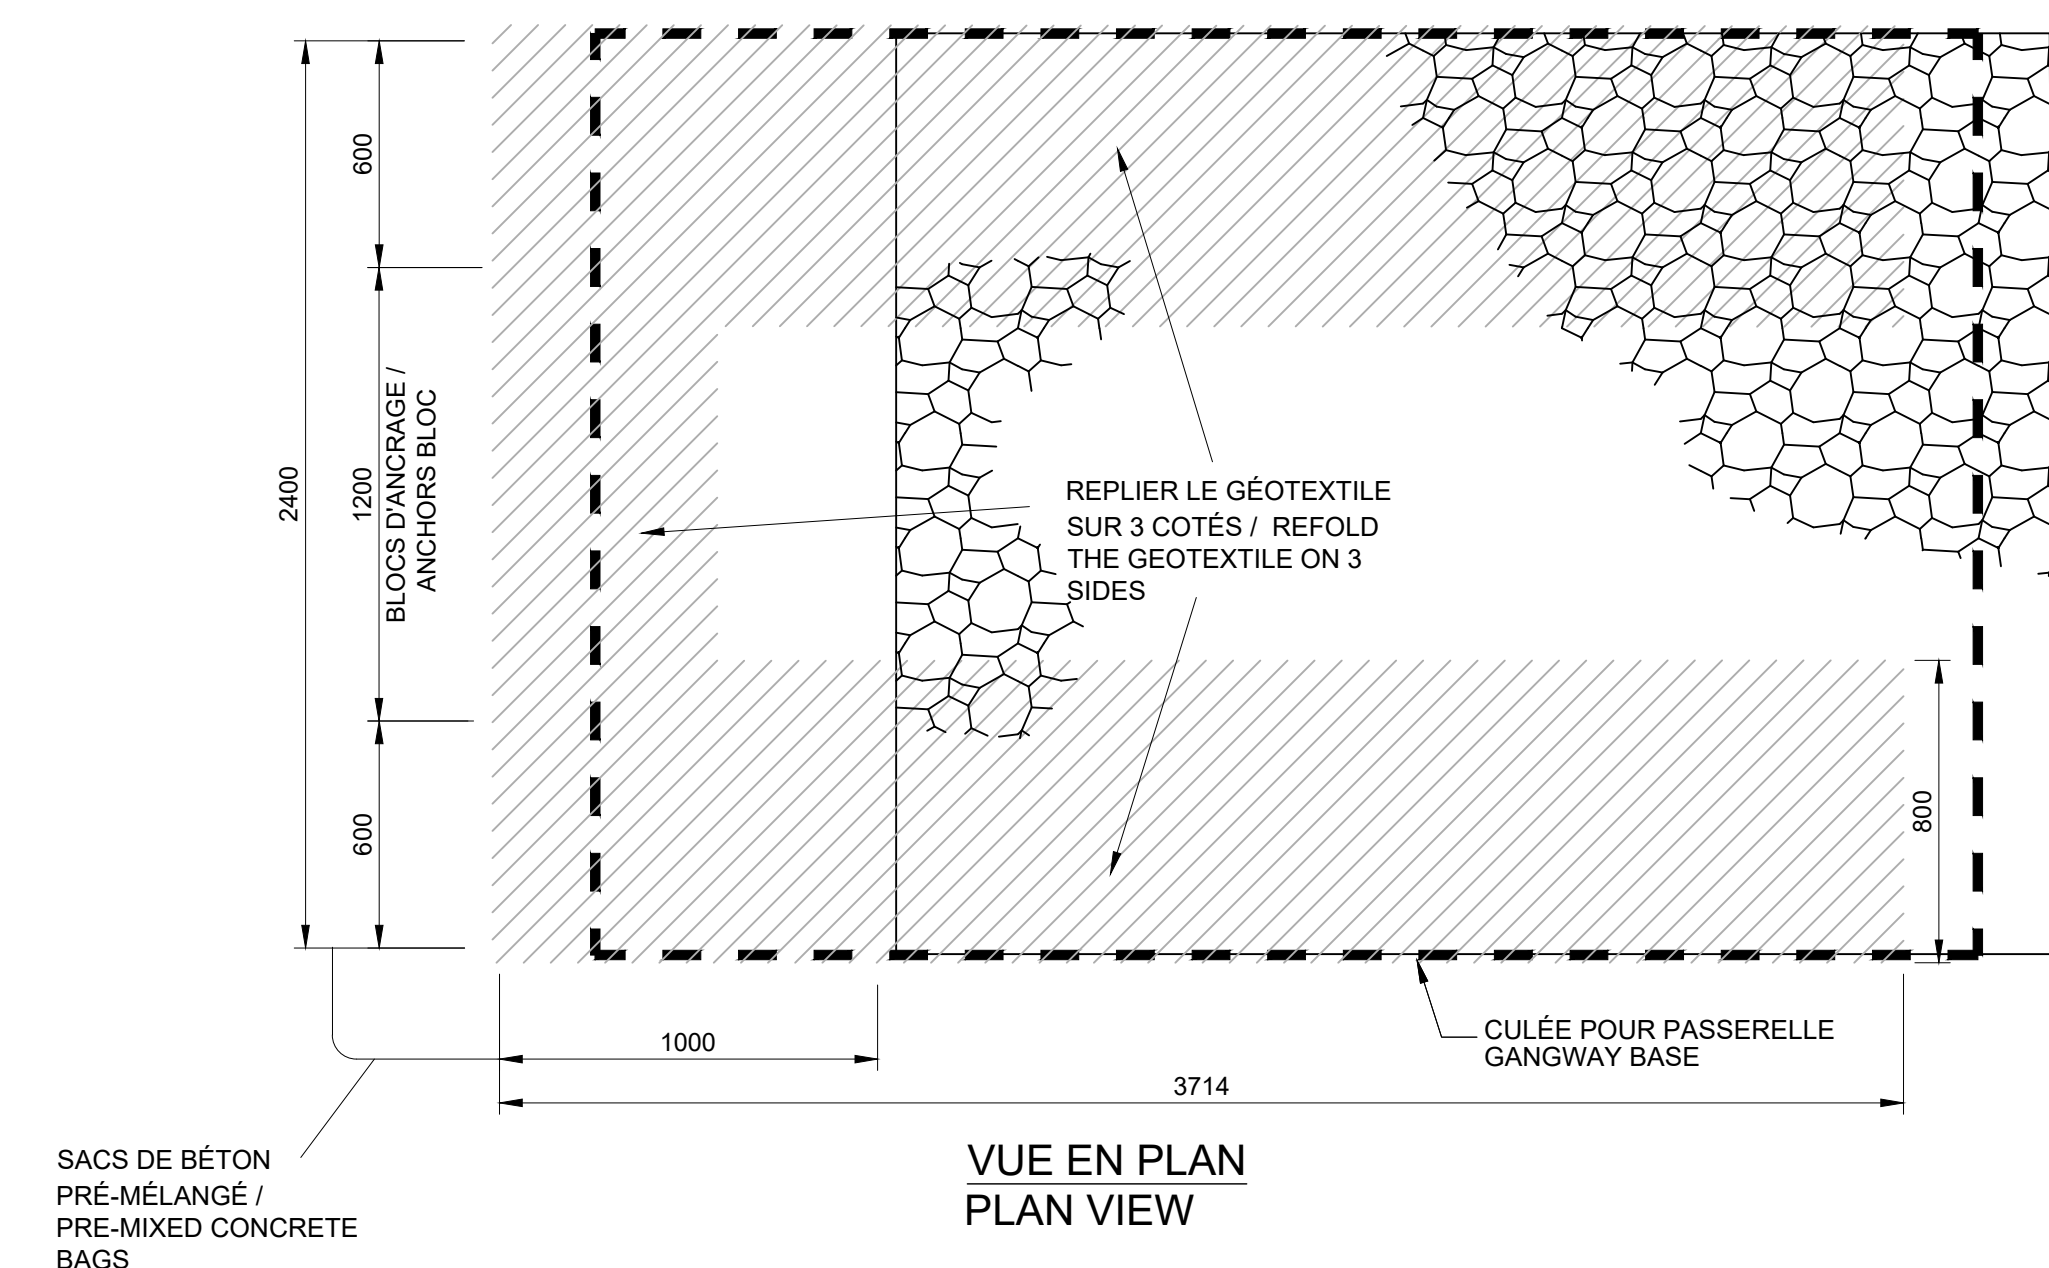 600
2400
1200
BLOCS D'ANCRAGE /
ANCHORS BLOC
600
REPLIER LE GÉOTEXTILE
SUR 3 COTÉS / REFOLD
THE GEOTEXTILE ON 3
SIDES
800
1000
3714
CULÉE POUR PASSERELLE
GANGWAY BASE
SACS DE BÉTON
PRÉ-MÉLANGÉ /
PRE-MIXED CONCRETE
BAGS
VUE EN PLAN
PLAN VIEW